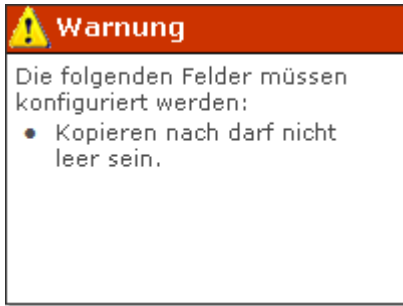 Warnung
Die folgenden Felder müssen
konfiguriert werden:
• Kopieren nach darf nicht
leer sein.